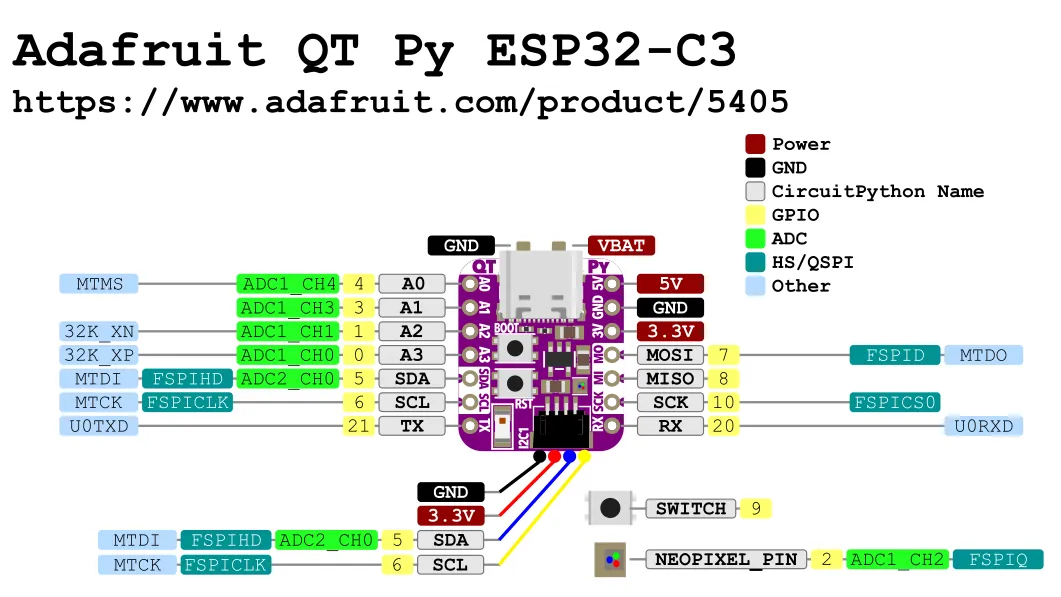 Adafruit QT Py ESP32-C3
https://www.adafruit.com/product/5405
Power
GND
CircuitPython Name
GPIO
ADC
HS/QSPI
Other
GND VBAT
QT Py
MTMS ADC1_CH4 4 A0 A0 5V 5V
ADC1_CH3 3 A1 A1 GND GND
32K_XN ADC1_CH1 1 A2 A2 BOOT 3V 3.3V
32K_XP ADC1_CH0 0 A3 A3 MO MOSI 7 FSPID MTDO
MTDI FSPIHD ADC2_CH0 5 SDA SDA MI MISO 8
MTCK FSPICLK 6 SCL SCL RST SCK SCK 10 FSPICS0
U0TXD 21 TX TX I2C1 RX RX 20 U0RXD
GND
3.3V
MTDI FSPIHD ADC2_CH0 5 SDA
MTCK FSPICLK 6 SCL
SWITCH 9
NEOPIXEL_PIN 2 ADC1_CH2 FSPIQ